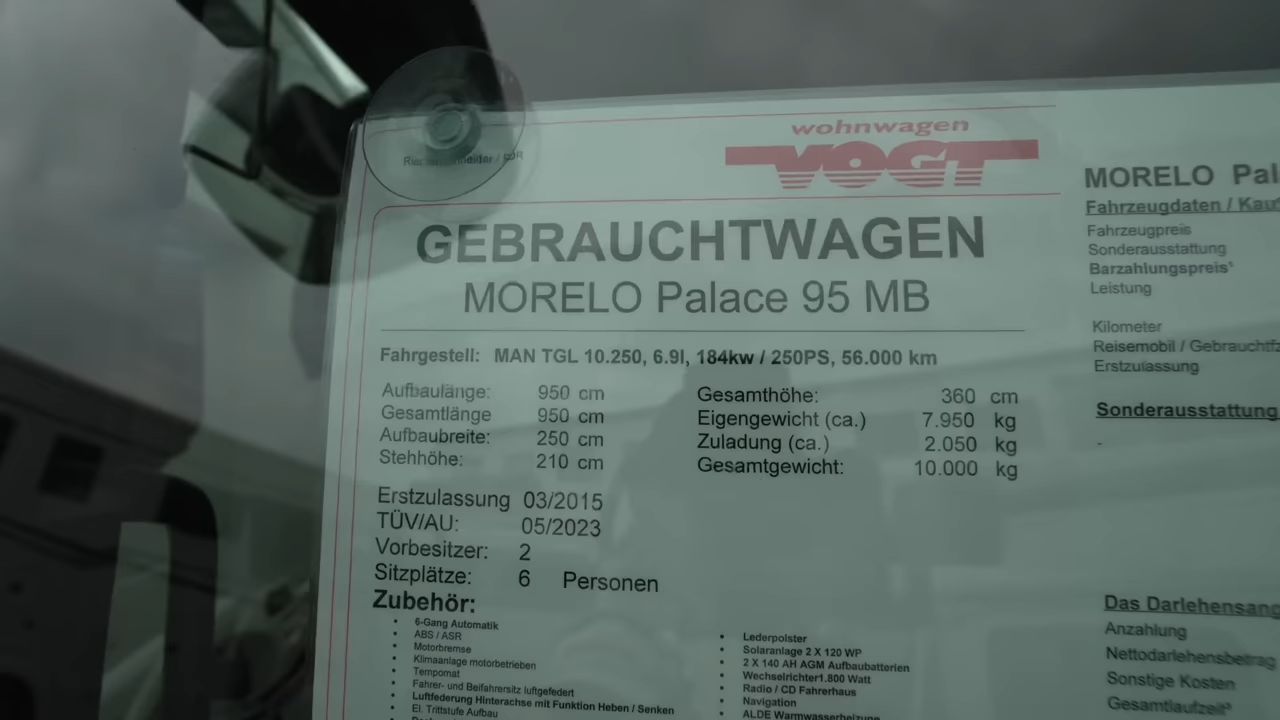 wohnwagen
VOGT
GEBRAUCHTWAGEN
MORELO Palace 95 MB
Fahrgestell: MAN TGL 10.250, 6.9l, 184kw / 250PS, 56.000 km
Aufbaulänge: 950 cm
Gesamtlänge 950 cm
Aufbaubreite: 250 cm
Stehhöhe: 210 cm
Gesamthöhe: 360 cm
Eigengewicht (ca.) 7.950 kg
Zuladung (ca.) 2.050 kg
Gesamtgewicht: 10.000 kg
Erstzulassung 03/2015
TÜV/AU: 05/2023
Vorbesitzer: 2
Sitzplätze: 6 Personen
Zubehör:
• 6-Gang Automatik
• ABS / ASR
• Motorbremse
• Klimaanlage motorbetrieben
• Tempomat
• Fahrer- und Beifahrersitz luftgefedert
• Luftfederung Hinterachse mit Funktion Heben / Senken
• El. Trittstufe Aufbau
• Lederpolster
• Solaranlage 2 X 120 WP
• 2 X 140 AH AGM Aufbaubatterien
• Wechselrichter1.800 Watt
• Radio / CD Fahrerhaus
• Navigation
• ALDE Warmwasserheizung
MORELO Pal
Fahrzeugdaten / Kauf
Fahrzeugpreis
Sonderausstattung
Barzahlungspreis
Leistung
Kilometer
Reisemobil / Gebrauchtfz
Erstzulassung
Sonderausstattung
-
Das Darlehensang
Anzahlung
Nettodarlehensbetrag
Sonstige Kosten
Gesamtlaufzeit